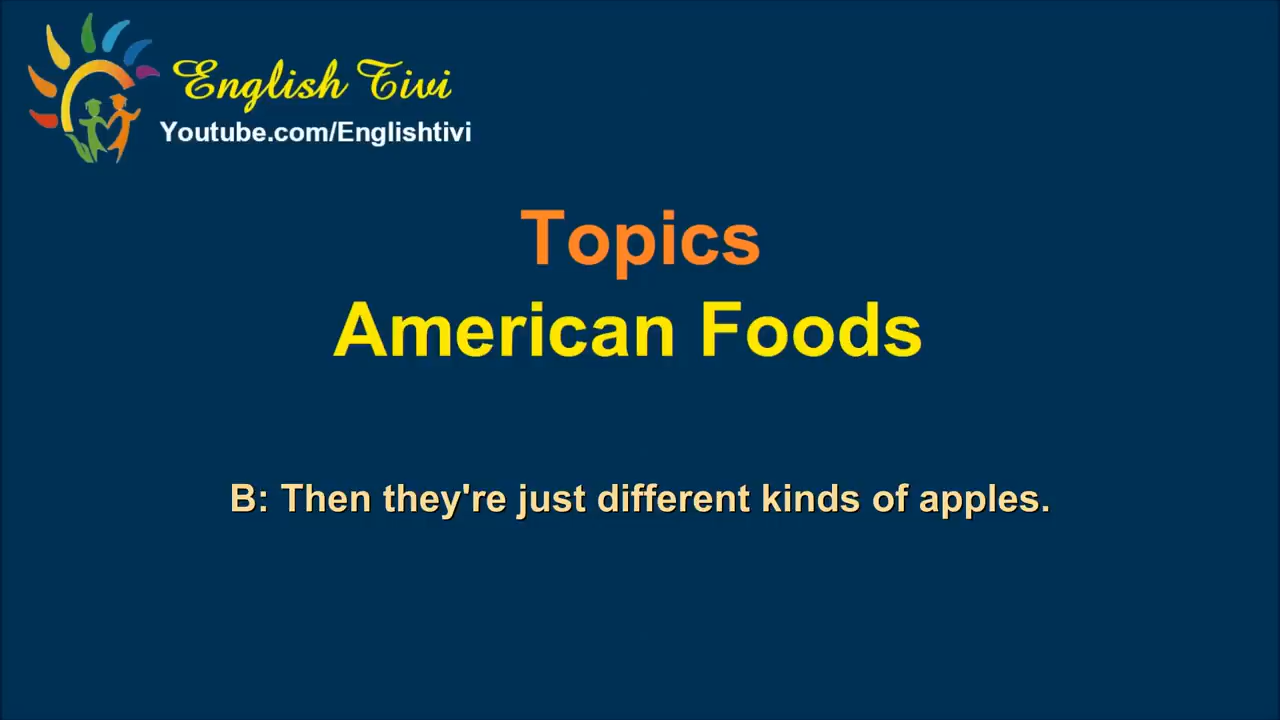 English Tivi
Youtube.com/Englishtivi
Topics
American Foods
B: Then they're just different kinds of apples.